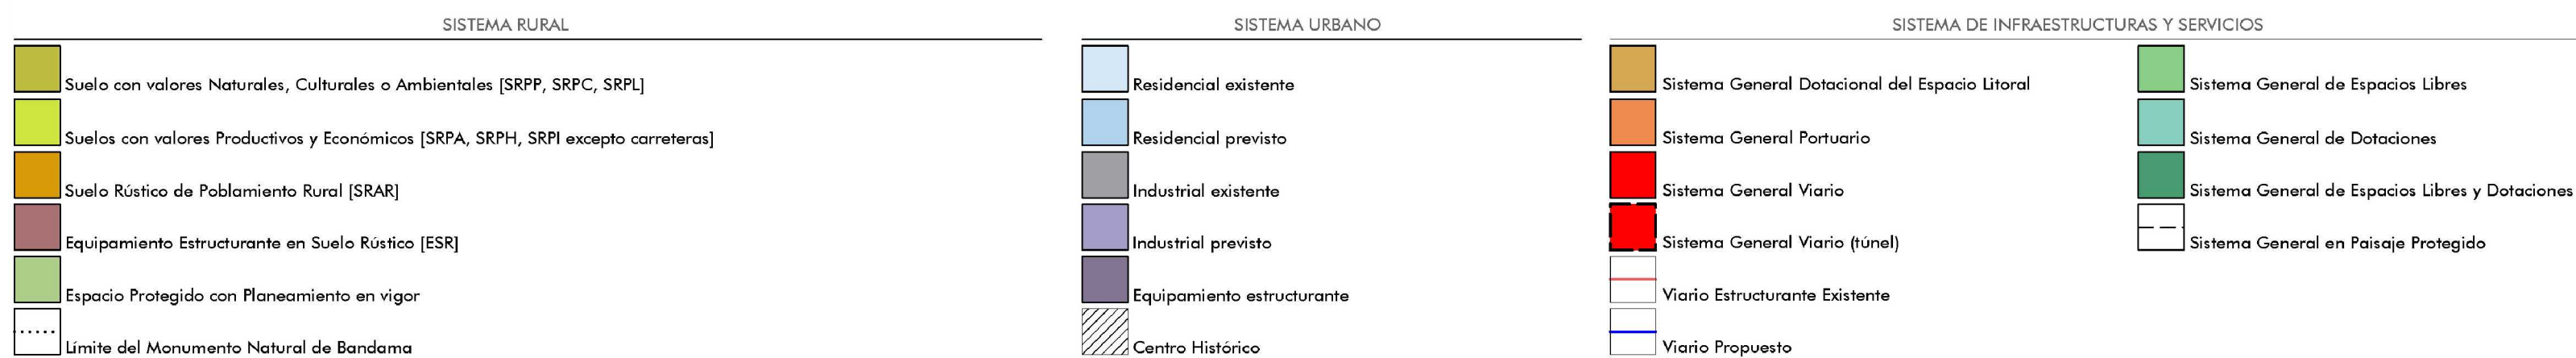 SISTEMA RURAL
Suelo con valores Naturales, Culturales o Ambientales [SRPP, SRPC, SRPL]
Suelos con valores Productivos y Económicos [SRPA, SRPH, SRPI excepto carreteras]
Suelo Rústico de Poblamiento Rural [SRAR]
Equipamiento Estructurante en Suelo Rústico [ESR]
Espacio Protegido con Planeamiento en vigor
Límite del Monumento Natural de Bandama
SISTEMA URBANO
Residencial existente
Residencial previsto
Industrial existente
Industrial previsto
Equipamiento estructurante
Centro Histórico
SISTEMA DE INFRAESTRUCTURAS Y SERVICIOS
Sistema General Dotacional del Espacio Litoral
Sistema General Portuario
Sistema General Viario
Sistema General Viario (túnel)
Viario Estructurante Existente
Viario Propuesto
Sistema General de Espacios Libres
Sistema General de Dotaciones
Sistema General de Espacios Libres y Dotaciones
Sistema General en Paisaje Protegido